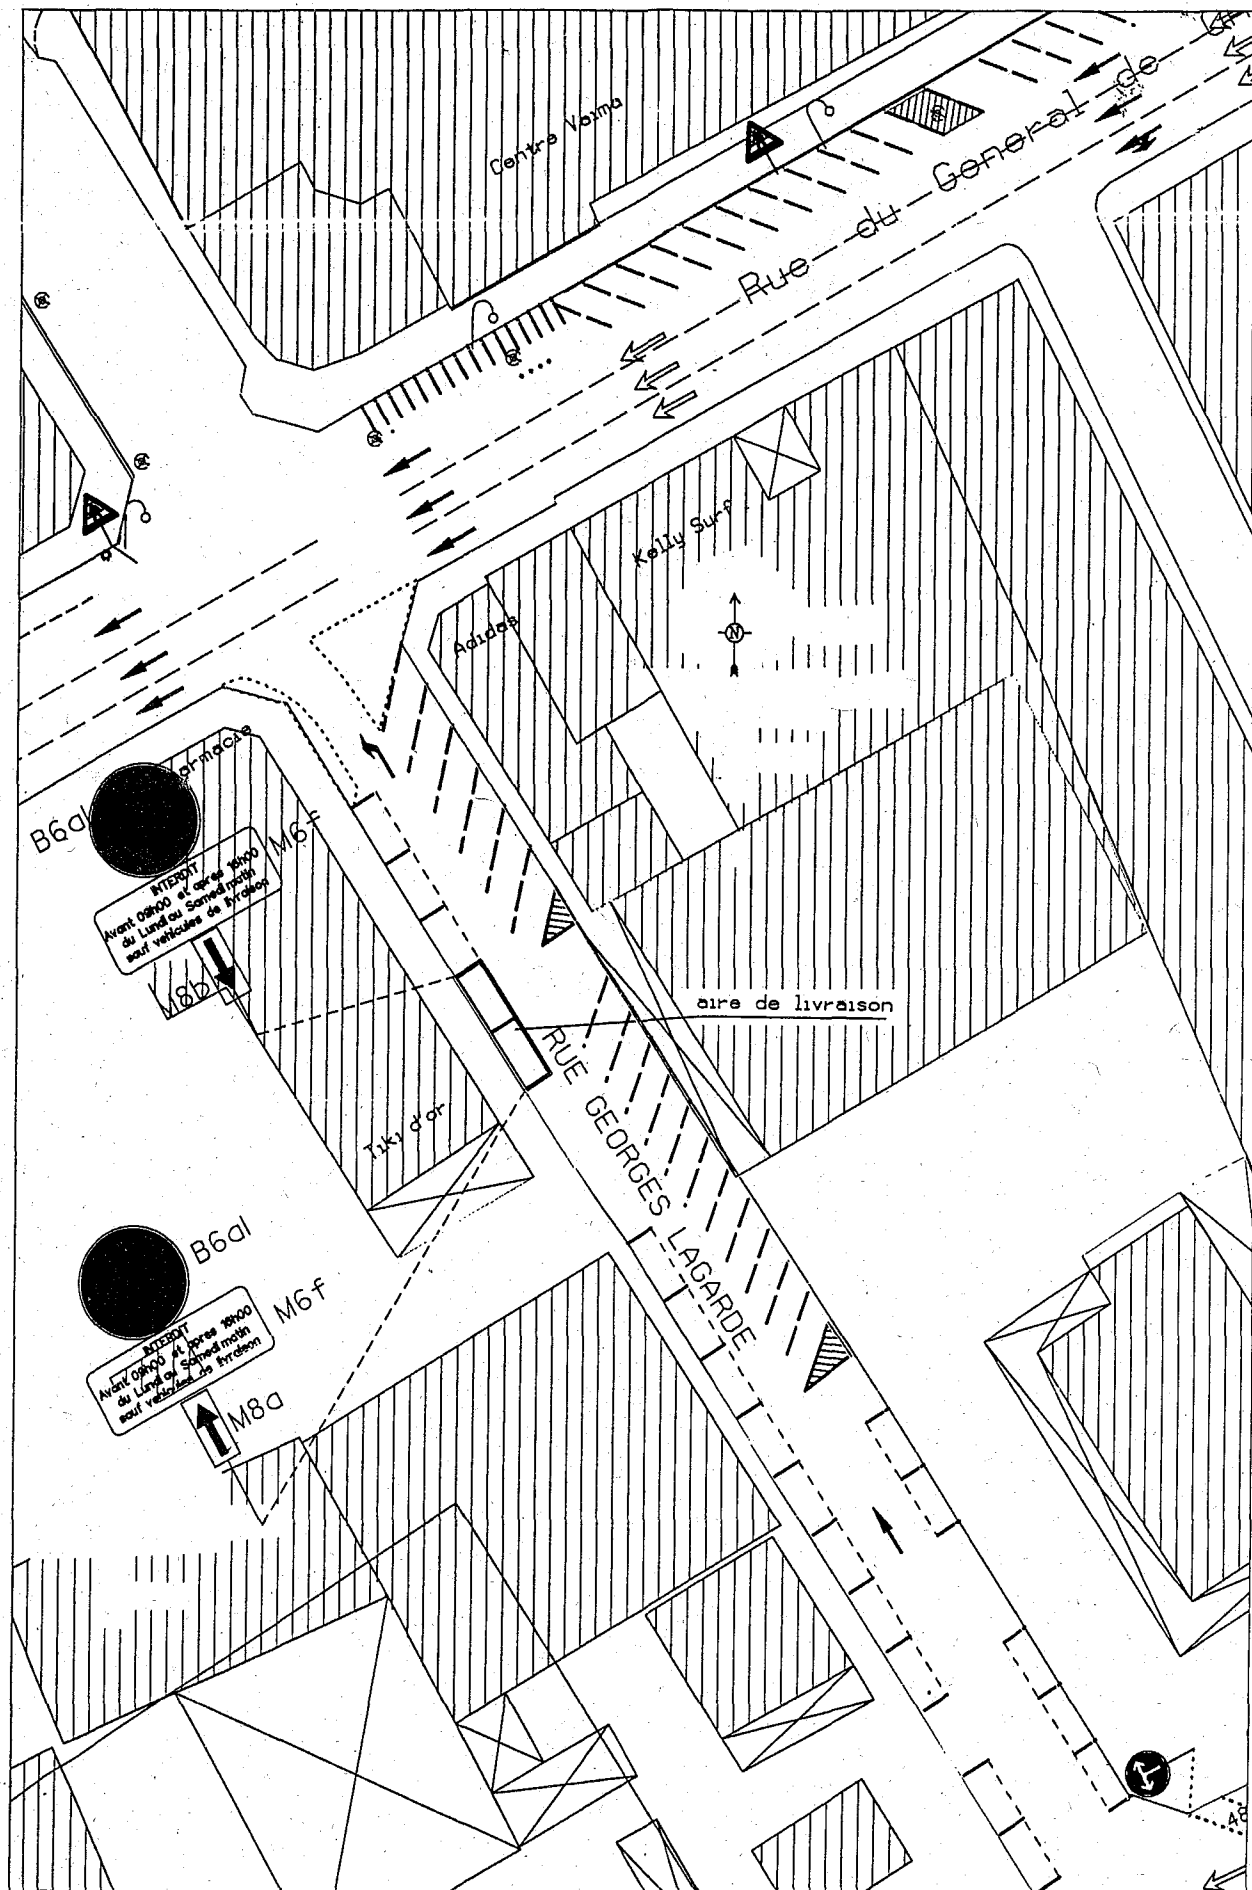 Centre Vaima
Rue du General de
Kelly Surf
N
Adidas
armacie
B6a1
M6f
INTERDIT
Avant 09h00 et apres 16h00
du Lundi au Samedi matin
sauf vehicules de livraison
M8b
aire de livraison
RUE GEORGES LAGARDE
Tiki d'or
B6a1
M6f
INTERDIT
Avant 09h00 et apres 16h00
du Lundi au Samedi matin
sauf vehicules de livraison
M8a
48